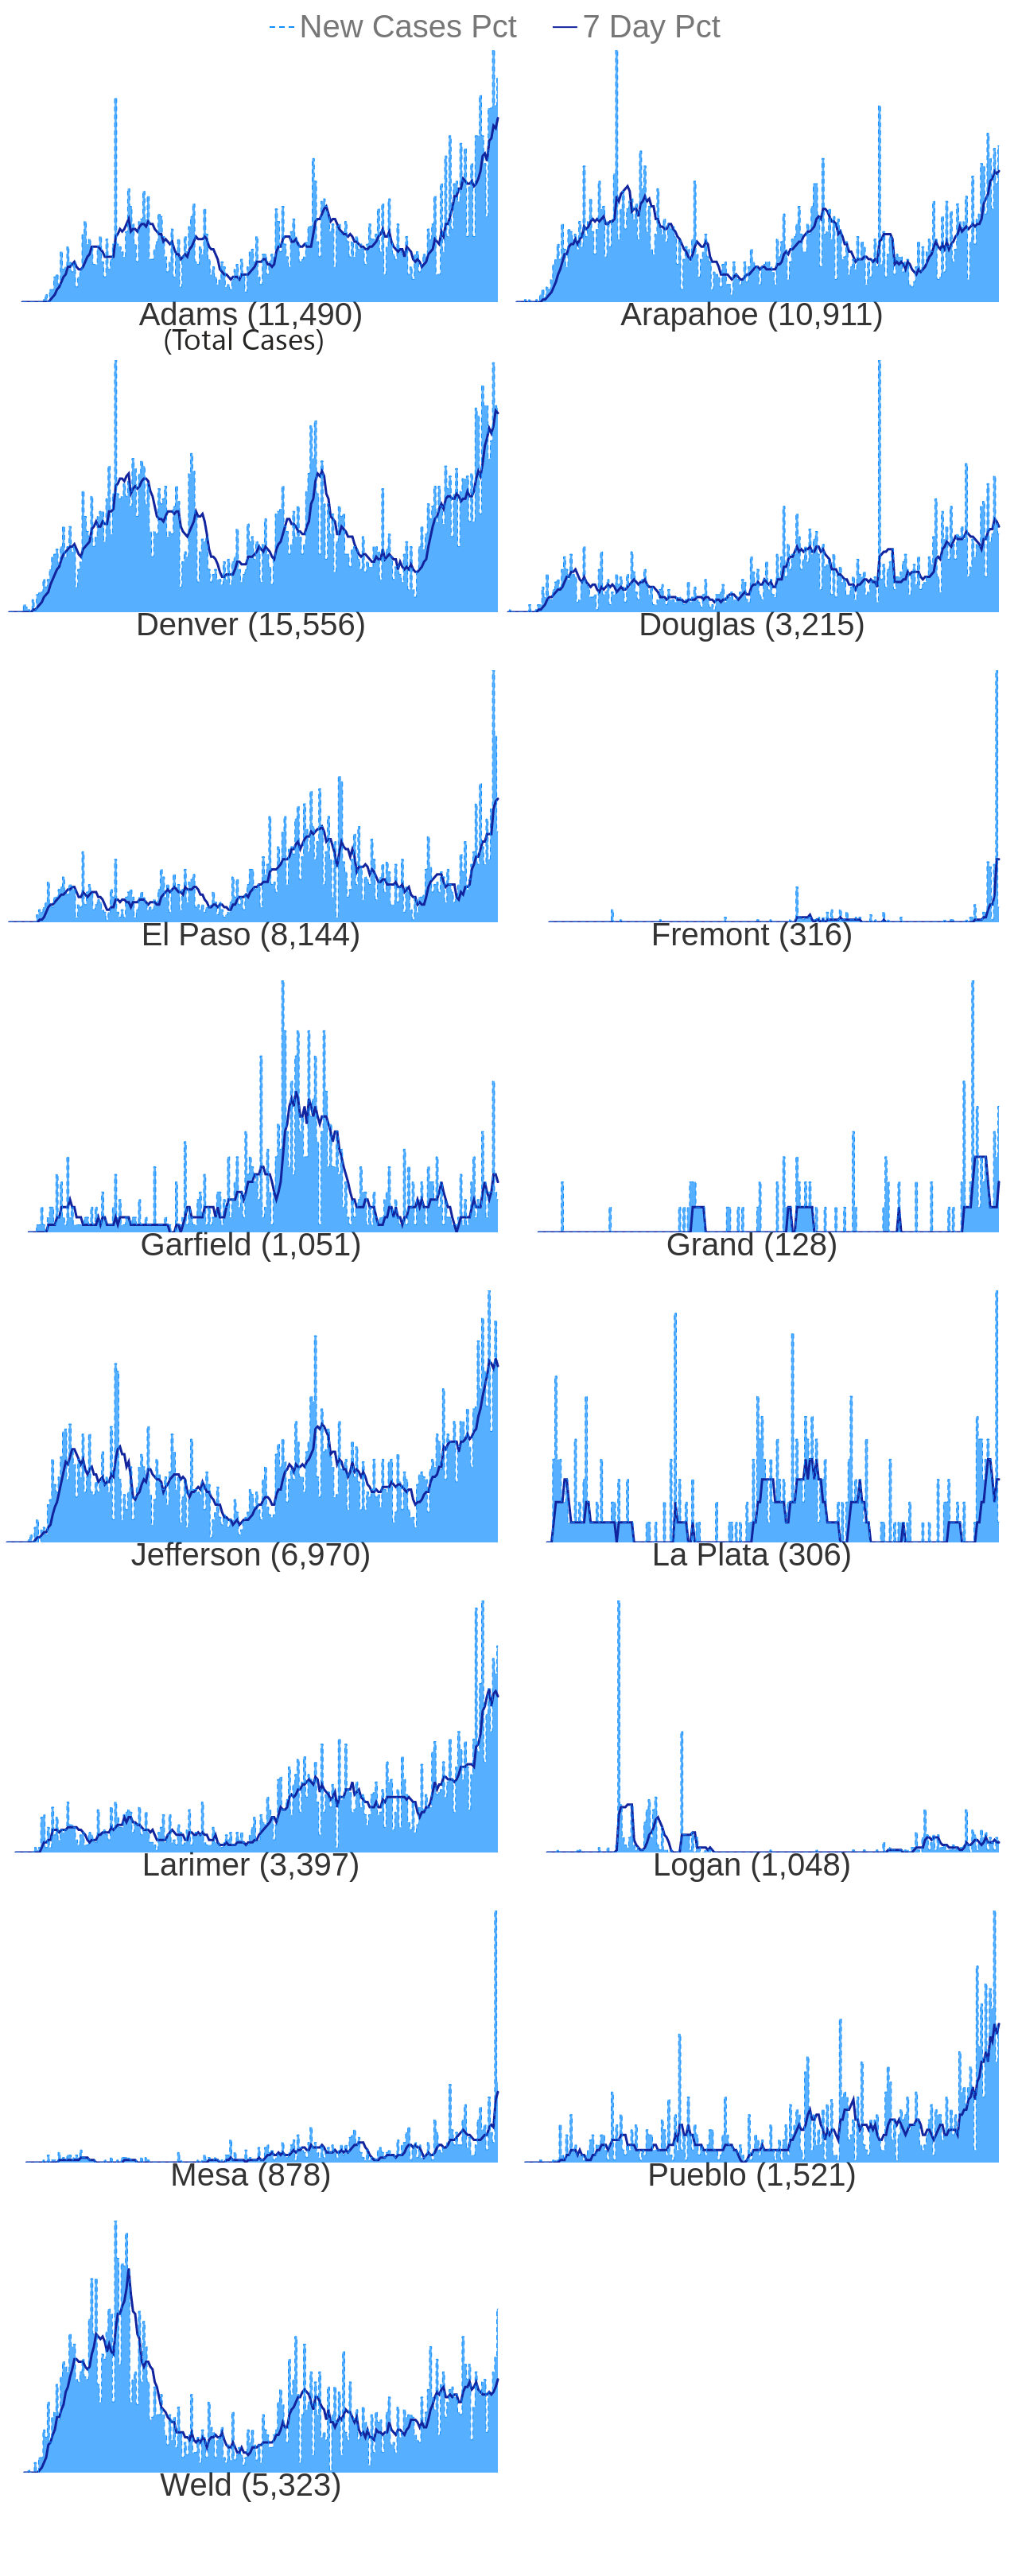 New Cases Pct 7 Day Pct
Adams (11,490) Arapahoe (10,911)
(Total Cases)
Denver (15,556) Douglas (3,215)
El Paso (8,144) Fremont (316)
Garfield (1,051) Grand (128)
Jefferson (6,970) La Plata (306)
Larimer (3,397) Logan (1,048)
Mesa (878) Pueblo (1,521)
Weld (5,323)